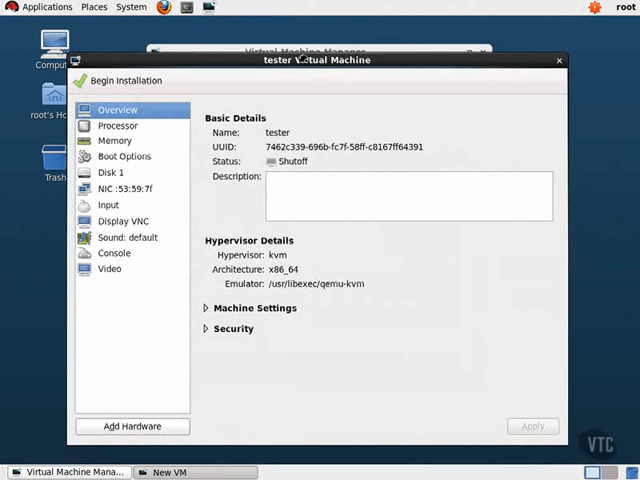 Applications Places System root
Comput
Virtual Machine Manager
tester Virtual Machine
Begin Installation
root's Ho
Trash
Overview
Processor
Memory
Boot Options
Disk 1
NIC :53:59:7f
Input
Display VNC
Sound: default
Console
Video
Add Hardware
Basic Details
Name: tester
UUID: 7462c339-696b-fc7f-58ff-c8167ff64391
Status: Shutoff
Description:
Hypervisor Details
Hypervisor: kvm
Architecture: x86_64
Emulator: /usr/libexec/qemu-kvm
Machine Settings
Security
Apply
VTC
Virtual Machine Mana... New VM